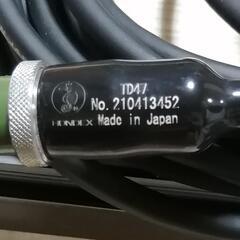 TD47
No.210413452
HONDEX
Made in Japan